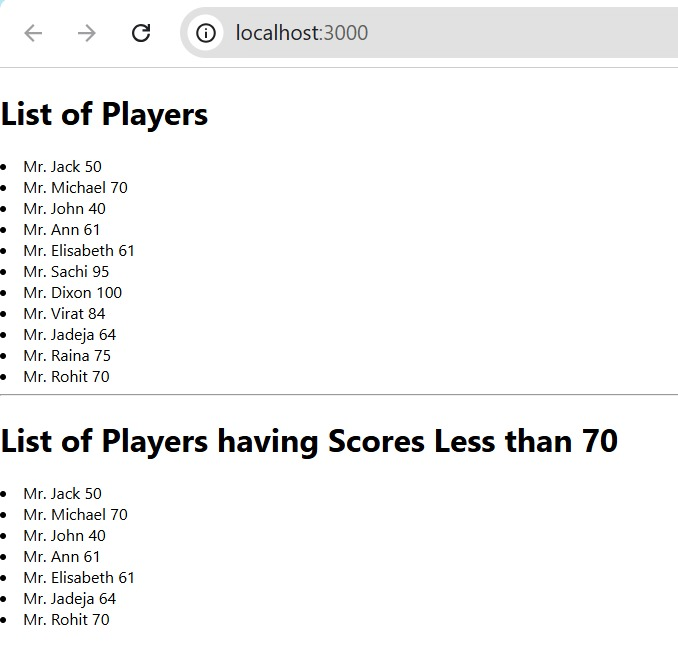 localhost:3000
List of Players
Mr. Jack 50
Mr. Michael 70
Mr. John 40
Mr. Ann 61
Mr. Elisabeth 61
Mr. Sachi 95
Mr. Dixon 100
Mr. Virat 84
Mr. Jadeja 64
Mr. Raina 75
Mr. Rohit 70
List of Players having Scores Less than 70
Mr. Jack 50
Mr. Michael 70
Mr. John 40
Mr. Ann 61
Mr. Elisabeth 61
Mr. Jadeja 64
Mr. Rohit 70